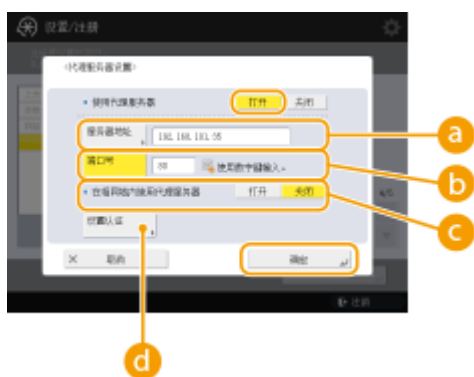 设置/注册
<代理服务器设置>
使用代理服务器 打开 关闭
服务器地址 192.168.101.95
a
端口号 80 使用数字键输入
b
在相同域内使用代理服务器 打开 关闭
c
设置认证
取消 确定
注销
d